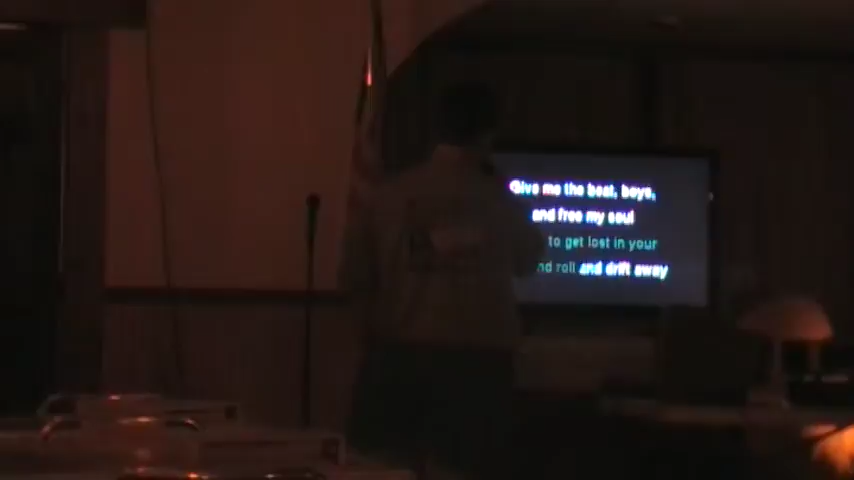 Give me the beat, boys,
and free my soul
to get lost in your
nd roll and drift away